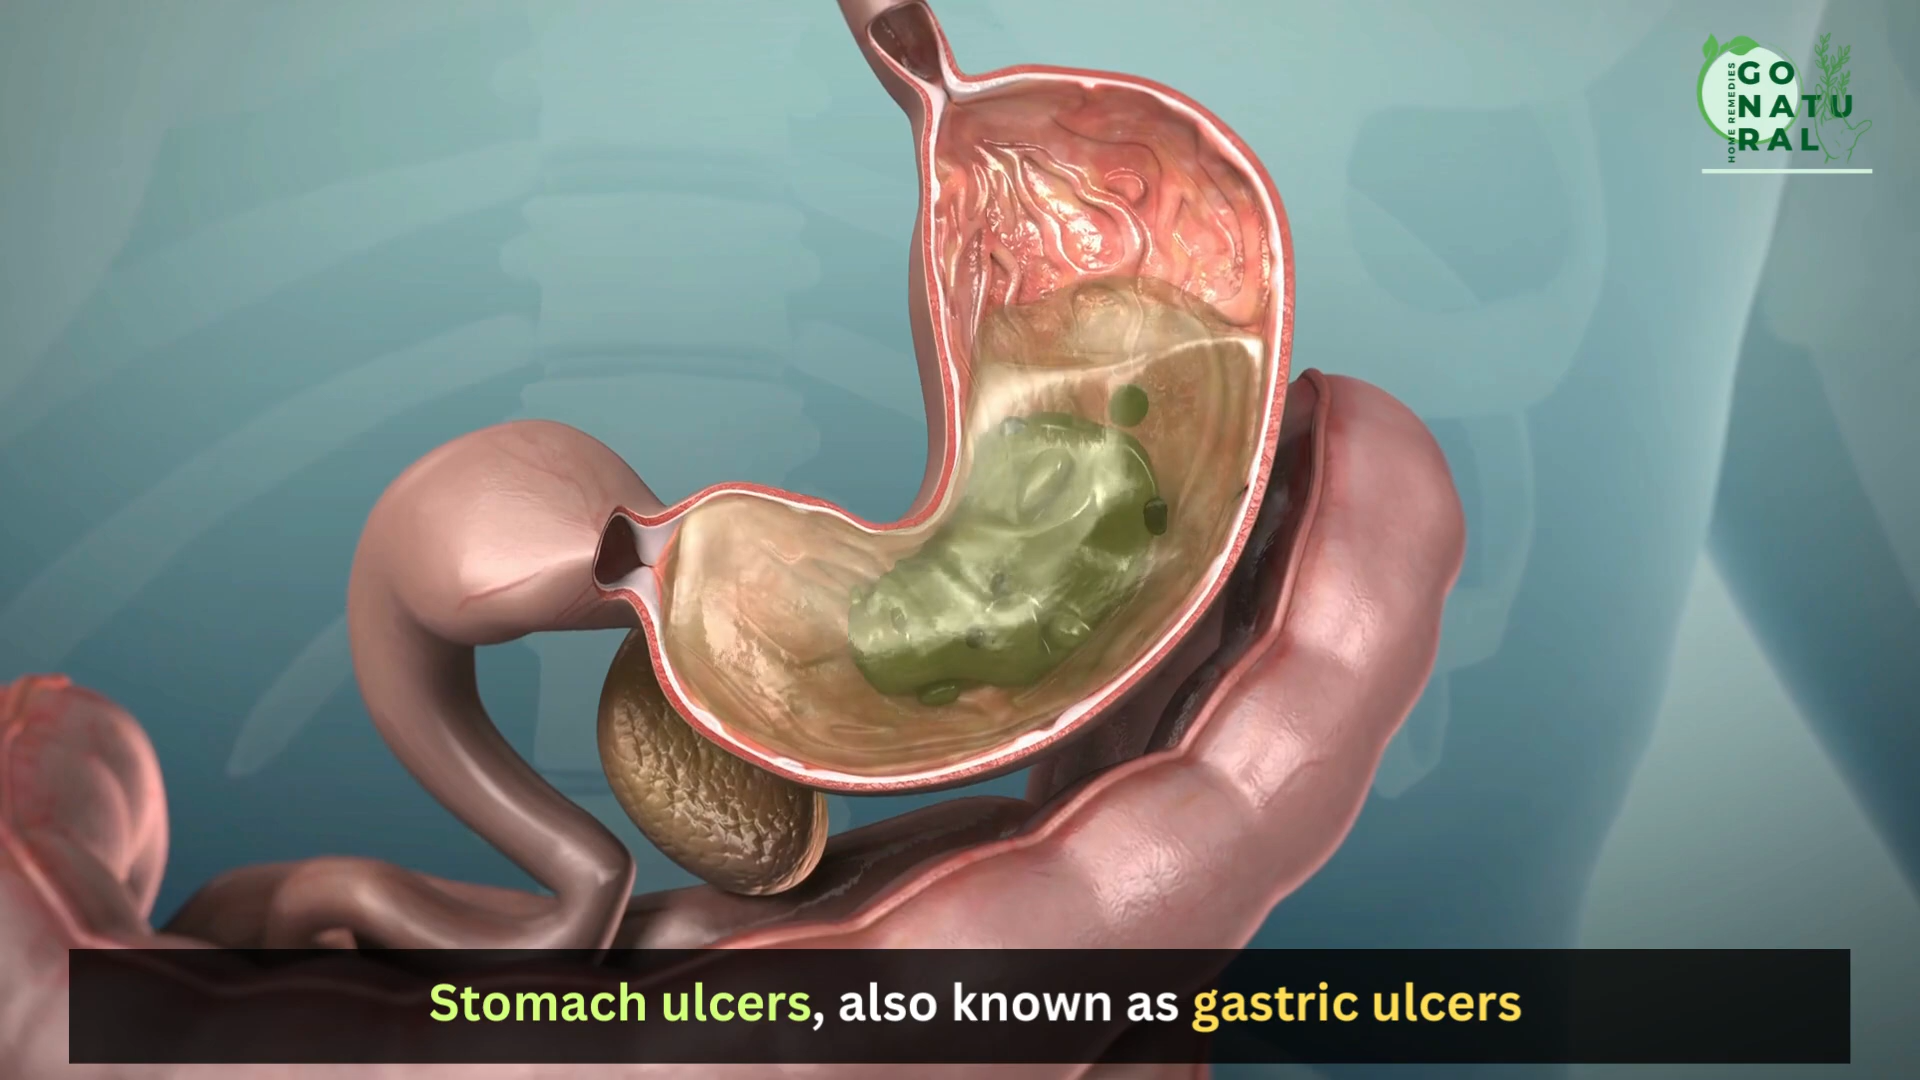 HOME REMEDIES
GO
NATU
RAL
Stomach ulcers, also known as gastric ulcers